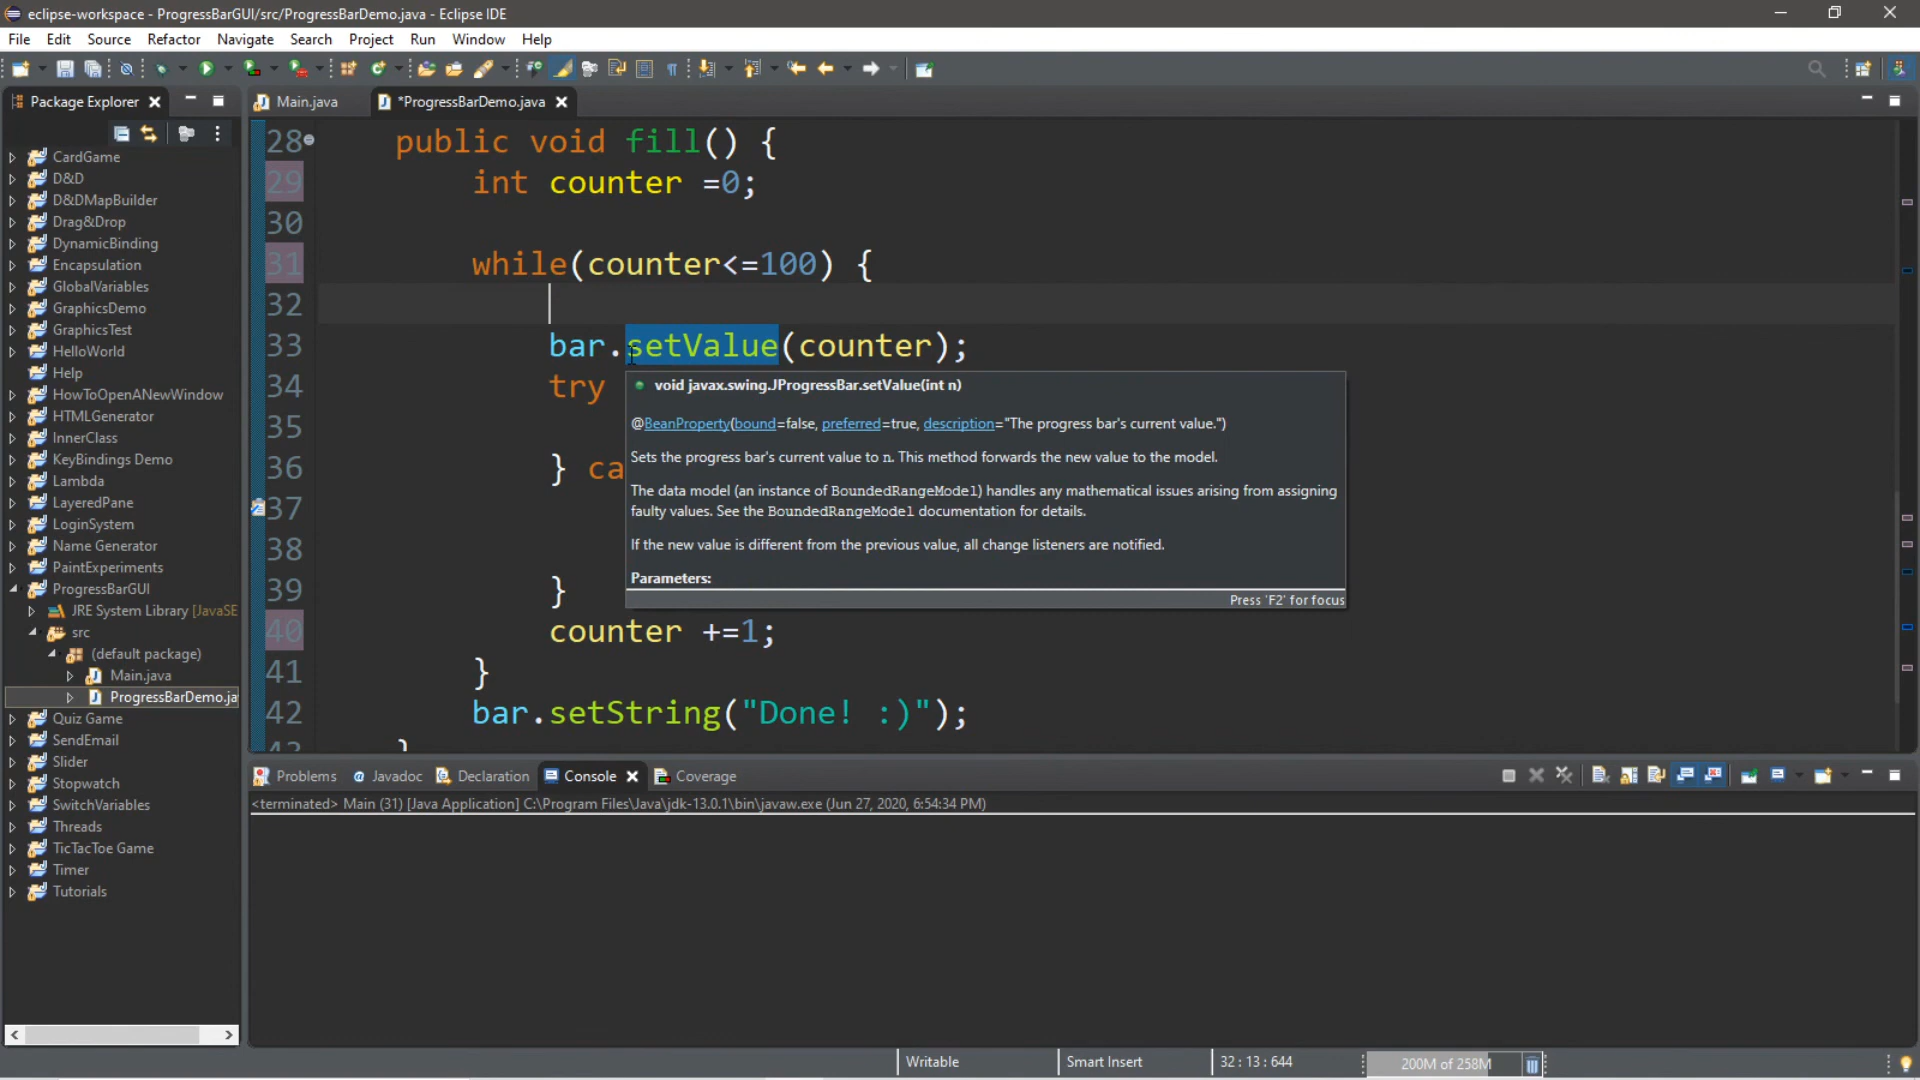 eclipse-workspace - ProgressBarGUI/src/ProgressBarDemo.java - Eclipse IDE
File Edit Source Refactor Navigate Search Project Run Window Help
Package Explorer
Main.java *ProgressBarDemo.java
CardGame
D&D
D&DMapBuilder
Drag&Drop
DynamicBinding
Encapsulation
GlobalVariables
GraphicsDemo
GraphicsTest
HelloWorld
Help
HowToOpenANewWindow
HTMLGenerator
InnerClass
KeyBindings Demo
Lambda
LayeredPane
LoginSystem
Name Generator
PaintExperiments
ProgressBarGUI
JRE System Library [JavaSE
src
(default package)
Main.java
ProgressBarDemo.ja
Quiz Game
SendEmail
Slider
Stopwatch
SwitchVariables
Threads
TicTacToe Game
Timer
Tutorials
28 public void fill() {
29 int counter =0;
30
31 while(counter<=100) {
32
33 bar.setValue(counter);
34 try
35
36 } ca
37
38
39 }
40 counter +=1;
41 }
42 bar.setString("Done! :)");
43 }
void javax.swing.JProgressBar.setValue(int n)
@BeanProperty(bound=false, preferred=true, description="The progress bar's current value.")
Sets the progress bar's current value to n. This method forwards the new value to the model.
The data model (an instance of BoundedRangeModel) handles any mathematical issues arising from assigning
faulty values. See the BoundedRangeModel documentation for details.
If the new value is different from the previous value, all change listeners are notified.
Parameters:
Press 'F2' for focus
Problems Javadoc Declaration Console Coverage
<terminated> Main (31) [Java Application] C:\Program Files\Java\jdk-13.0.1\bin\javaw.exe (Jun 27, 2020, 6:54:34 PM)
Writable Smart Insert 32 : 13 : 644 200M of 258M